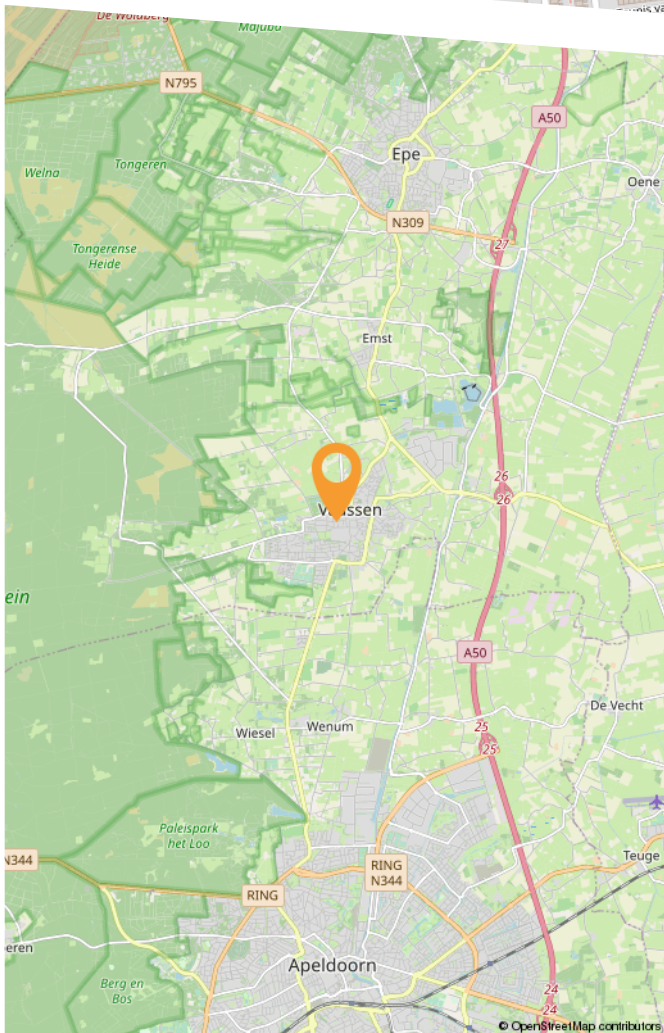 De Woldberg
Majuba
N795
A50
Epe
Tongeren
Welna
Oene
N309
27
Tongerense
Heide
Emst
26
26
Vaassen
ein
A50
De Vecht
25
Wenum
Wiesel
25
Paleispark
het Loo
Teuge
N344
RING
N344
RING
eren
Apeldoorn
Berg en
Bos
24
24
© OpenStreetMap contributors